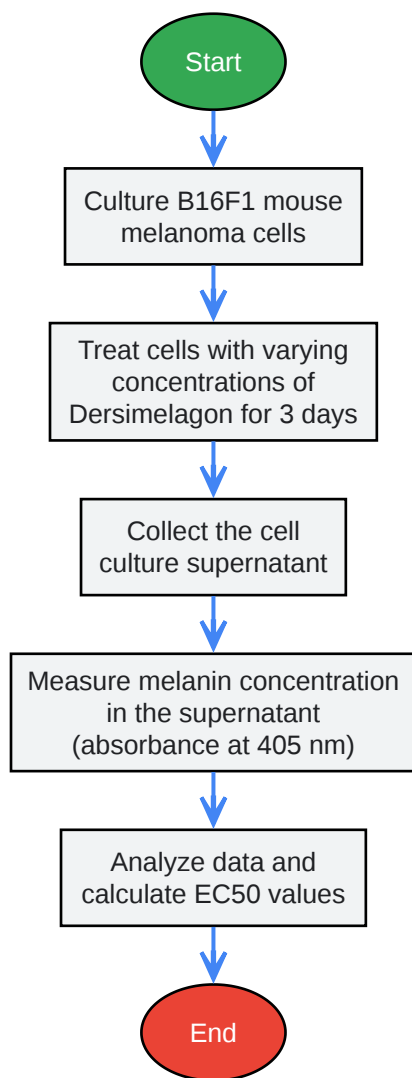 Start
Culture B16F1 mouse
melanoma cells
Treat cells with varying
concentrations of
Dersimelagon for 3 days
Collect the cell
culture supernatant
Measure melanin concentration
in the supernatant
(absorbance at 405 nm)
Analyze data and
calculate EC50 values
End